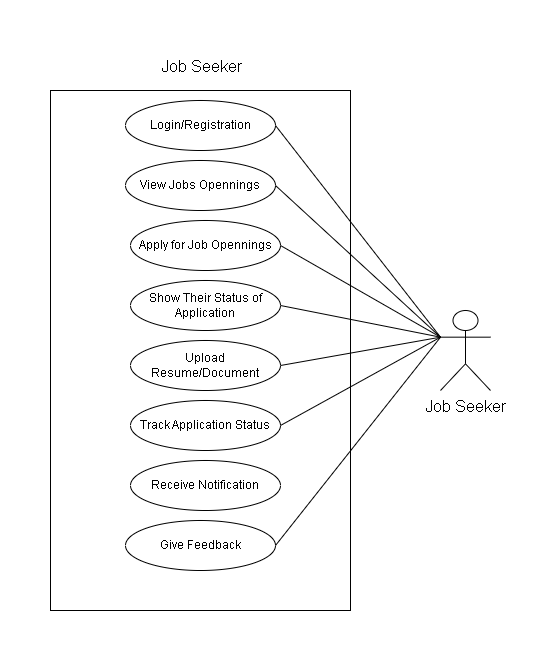 Job Seeker
Login/Registration
View Jobs Opennings
Apply for Job Opennings
Show Their Status of
Application
Upload
Resume/Document
Track Application Status
Receive Notification
Give Feedback
Job Seeker